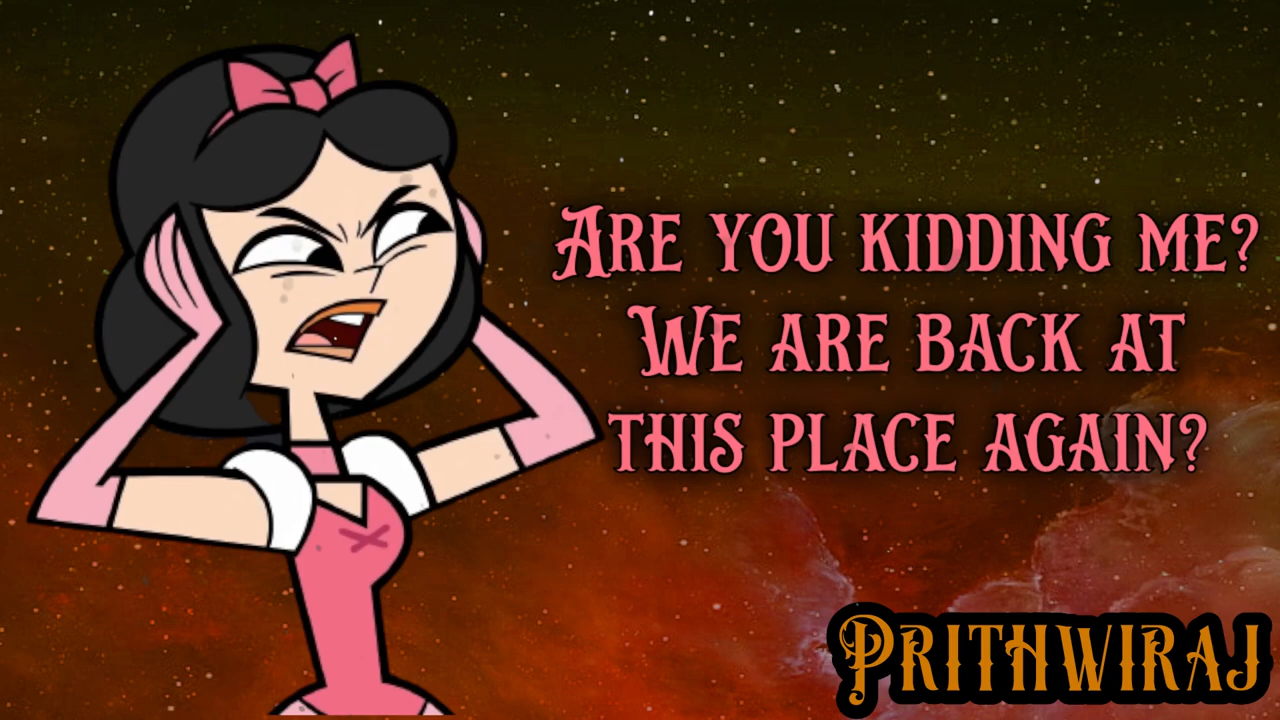 Are you kidding me?
We are back at
this place again?
Prithwiraj